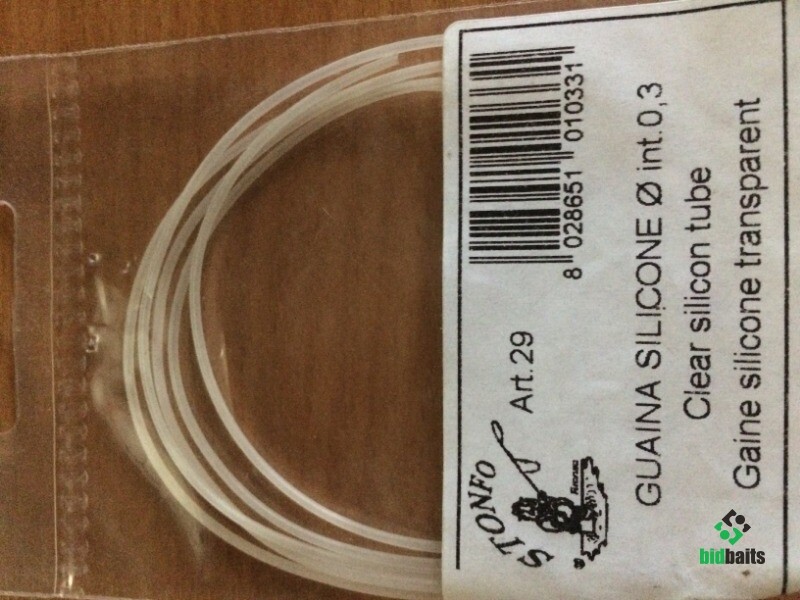 STONFO
Art.29
8 028651 010331
GUAINA SILICONE Ø int.0,3
Clear silicon tube
Gaine silicone transparent
bidbaits